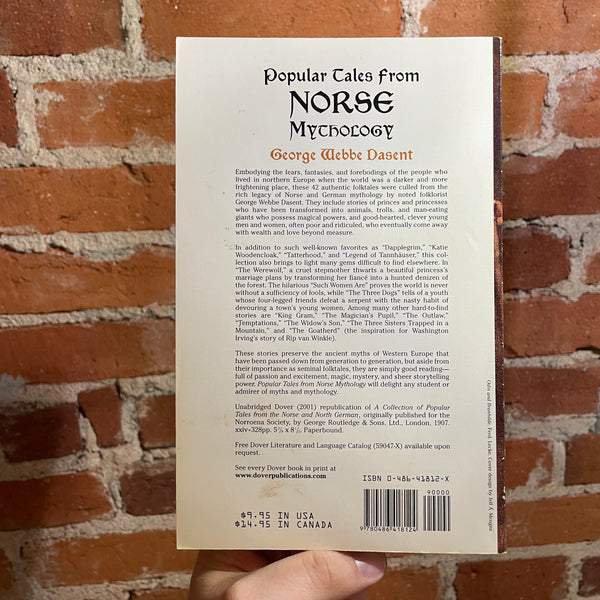 Popular Tales From
NORSE
Mythology
George Webbe Dasent
Embodying the fears, fantasies, and forebodings of the people who
lived in northern Europe when the world was a darker and more
frightening place, these 42 authentic folktales were culled from the
rich legacy of Norse and German mythology by noted folklorist
George Webbe Dasent. They include stories of princes and princesses
who have been transformed into animals, trolls, and man-eating
giants who possess magical powers, and good-hearted, clever young
men and women, often poor and ridiculed, who eventually come away
with wealth and love beyond measure.
In addition to such well-known favorites as "Dapplegrim," "Katie
Woodencloak," "Tatterhood," and "Legend of Tannhäuser," this col-
lection also brings to light many gems difficult to find elsewhere. In
"The Werewolf," a cruel stepmother thwarts a beautiful princess's
marriage plans by transforming her fiancé into a hunted denizen of
the forest. The hilarious "Such Women Are" proves the world is never
without a sufficiency of fools, while "The Three Dogs" tells of a youth
whose four-legged friends defeat a serpent with the nasty habit of
devouring a town's young women. Among many other hard-to-find
stories are "King Gram," "The Magician's Pupil," "The Outlaw,"
"Temptations," "The Widow's Son," "The Three Sisters Trapped in a
Mountain," and "The Goatherd" (the inspiration for Washington
Irving's story of Rip van Winkle).
These stories preserve the ancient myths of Western Europe that
have been passed down from generation to generation, but aside from
their importance as seminal folktales, they are simply good reading—
full of passion and excitement, magic, mystery, and sheer storytelling
power. Popular Tales from Norse Mythology will delight any student or
admirer of myths and mythology.
Unabridged Dover (2001) republication of A Collection of Popular
Tales from the Norse and North German, originally published for the
Norroena Society, by George Routledge & Sons, Ltd., London, 1907.
xxiv+328pp. 5⅜ x 8½. Paperbound.
Free Dover Literature and Language Catalog (59047-X) available upon
request.
See every Dover book in print at
www.doverpublications.com
ISBN 0-486-41812-X
90000
9 780486 418124
$9.95 IN USA
$14.95 IN CANADA
Odin and Brunhilde, Ferd. Leeke. Cover design by Jeff A. Menges